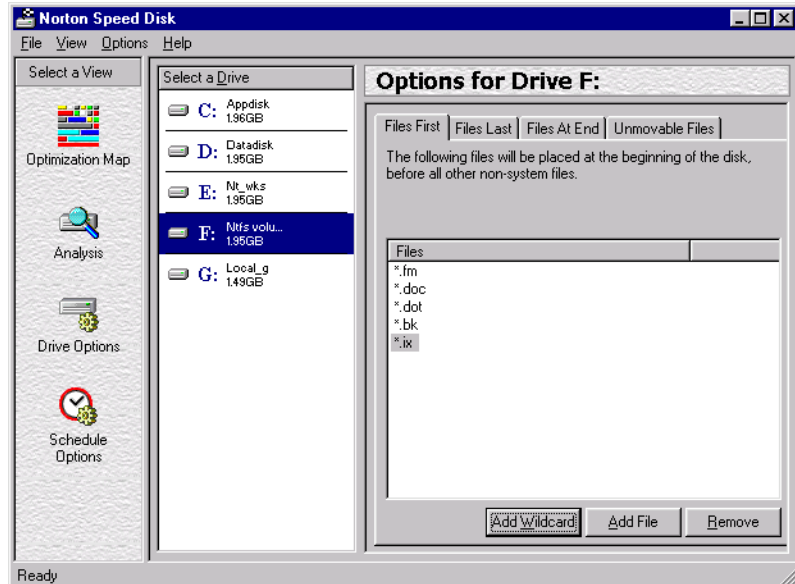 Norton Speed Disk
File View Options Help
Select a View
Optimization Map
Analysis
Drive Options
Schedule
Options
Select a Drive
C: Appdisk
1.96GB
D: Datadisk
1.95GB
E: Nt_wks
1.95GB
F: Ntfs volu...
1.95GB
G: Local_g
1.49GB
Options for Drive F:
Files First Files Last Files At End Unmovable Files
The following files will be placed at the beginning of the disk,
before all other non-system files.
Files
*.fm
*.doc
*.dot
*.bk
*.ix
Add Wildcard Add File Remove
Ready